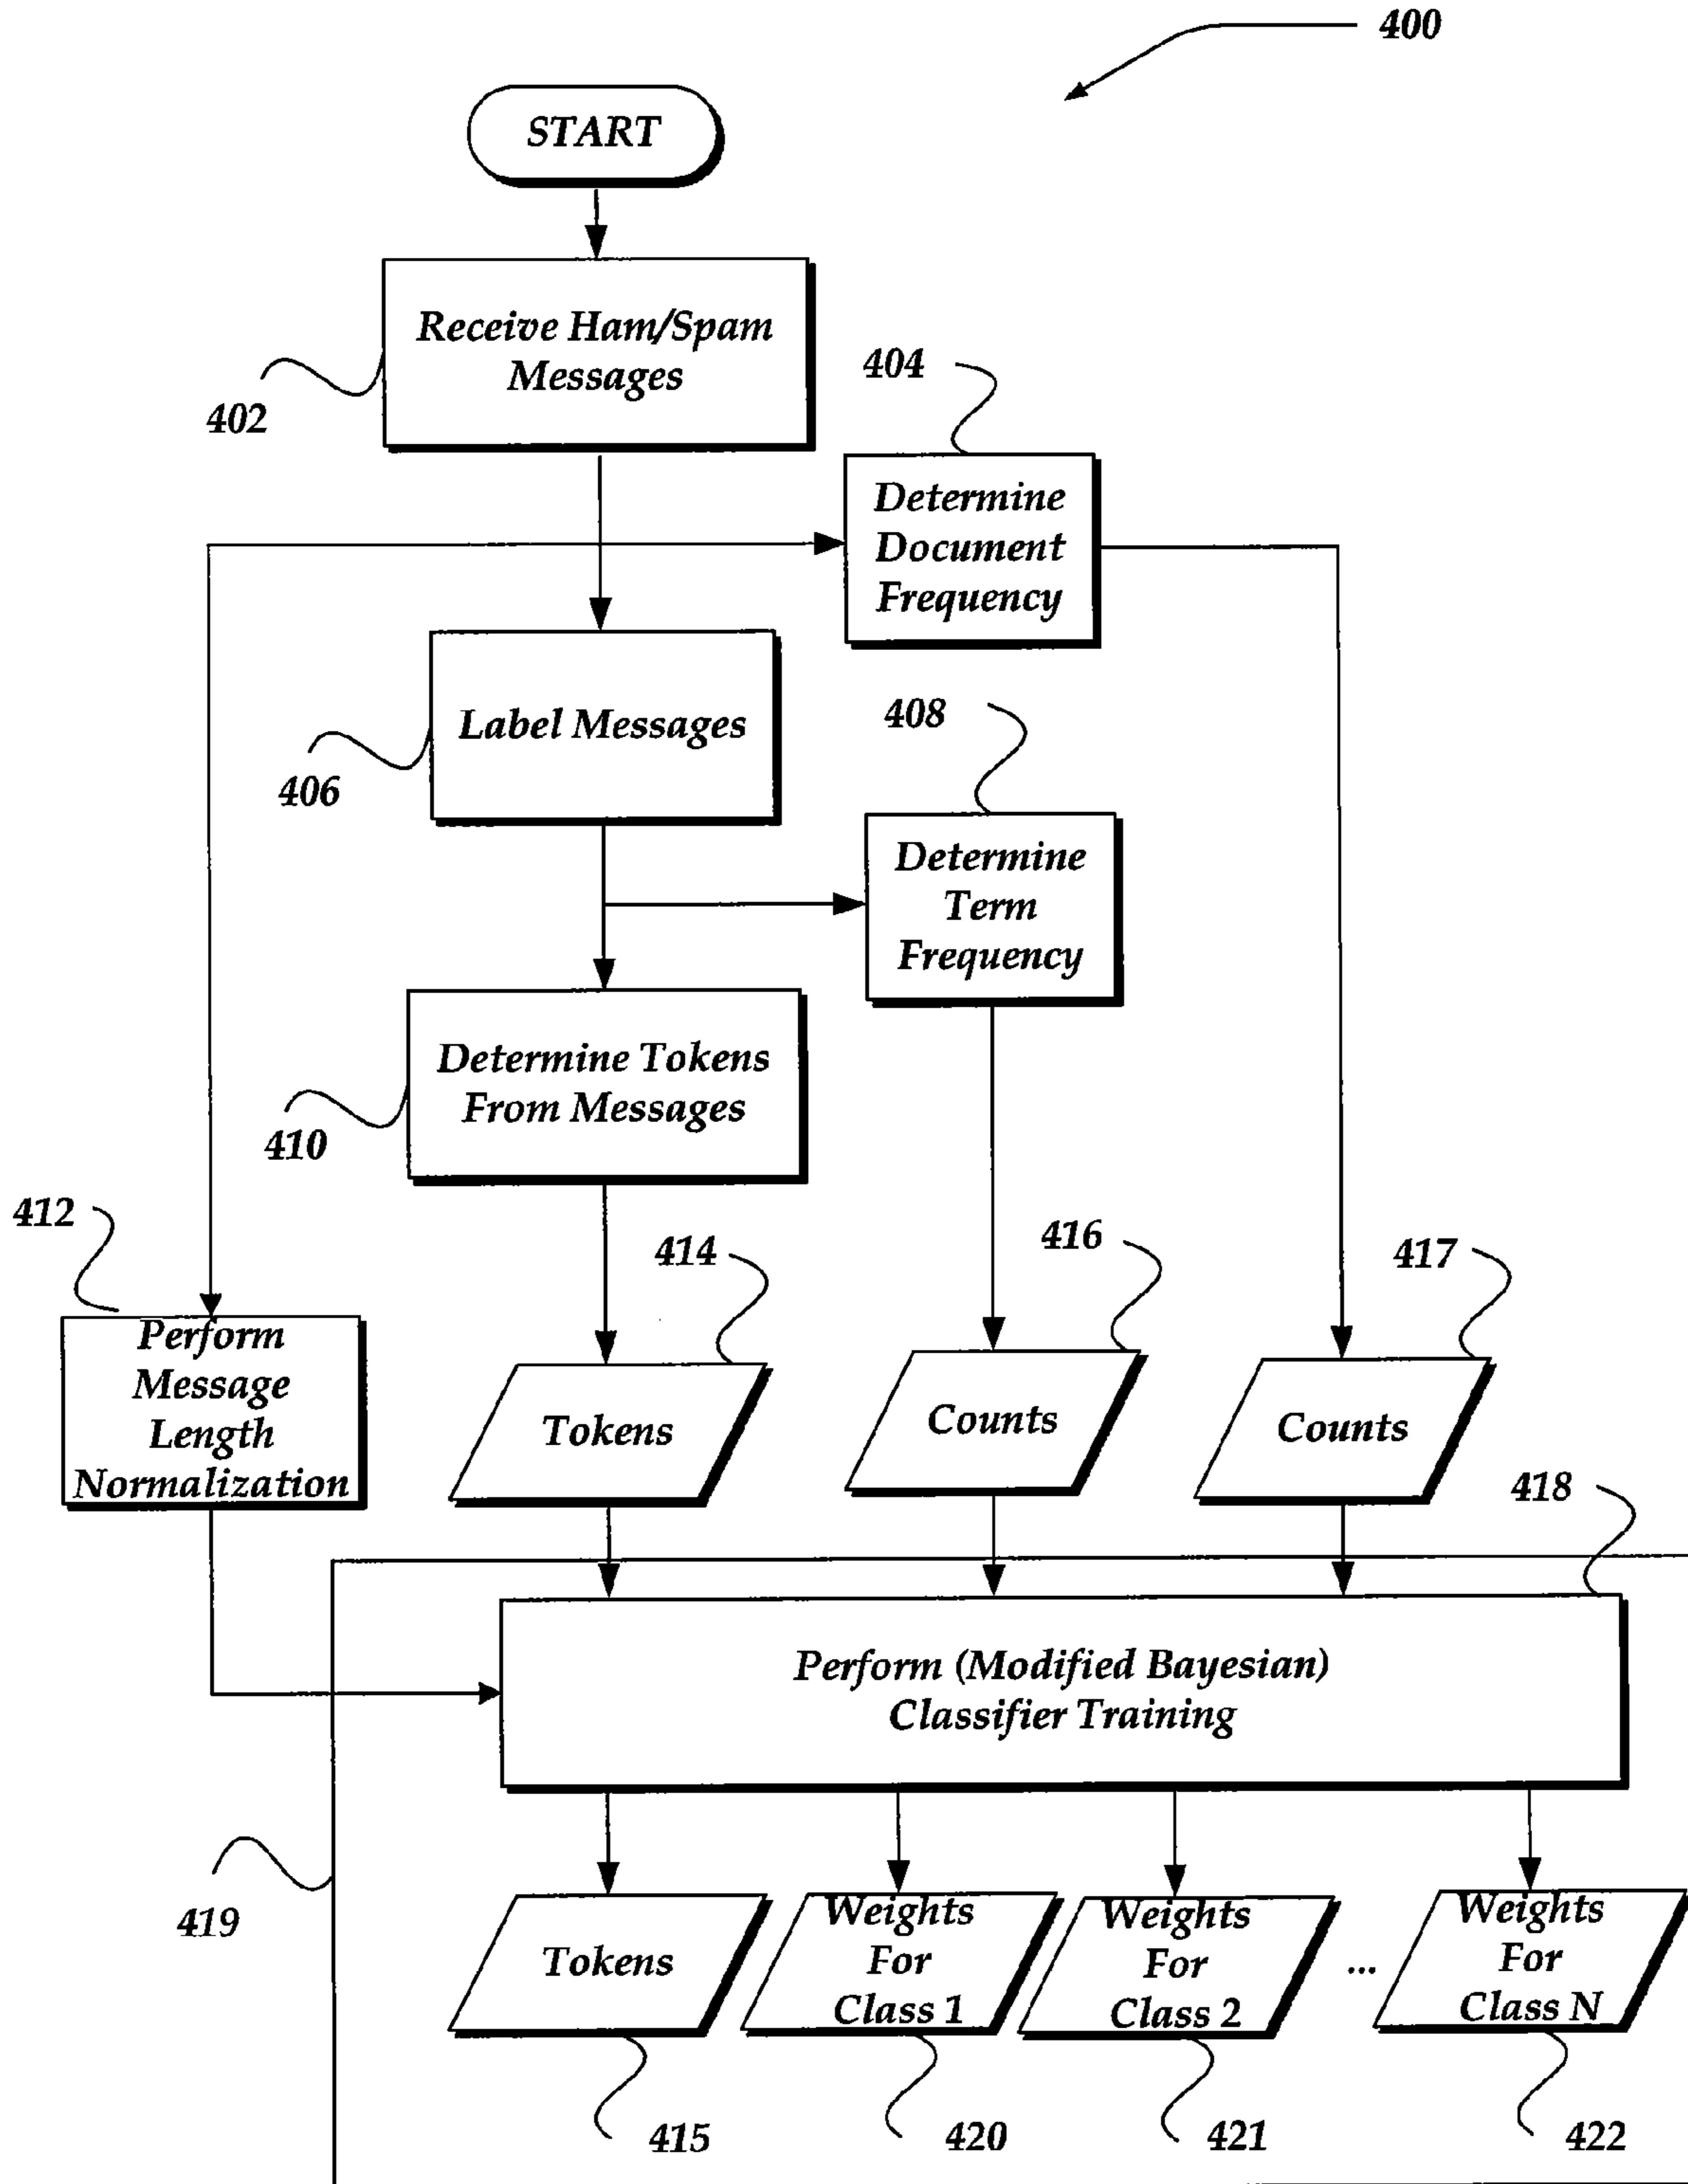 400
START
Receive Ham/Spam
Messages
402
404
Determine
Document
Frequency
Label Messages
406
408
Determine
Term
Frequency
Determine Tokens
From Messages
410
412
Perform
Message
Length
Normalization
414
Tokens
416
Counts
417
Counts
418
Perform (Modified Bayesian)
Classifier Training
419
Tokens
Weights
For
Class 1
Weights
For
Class 2
...
Weights
For
Class N
415
420
421
422